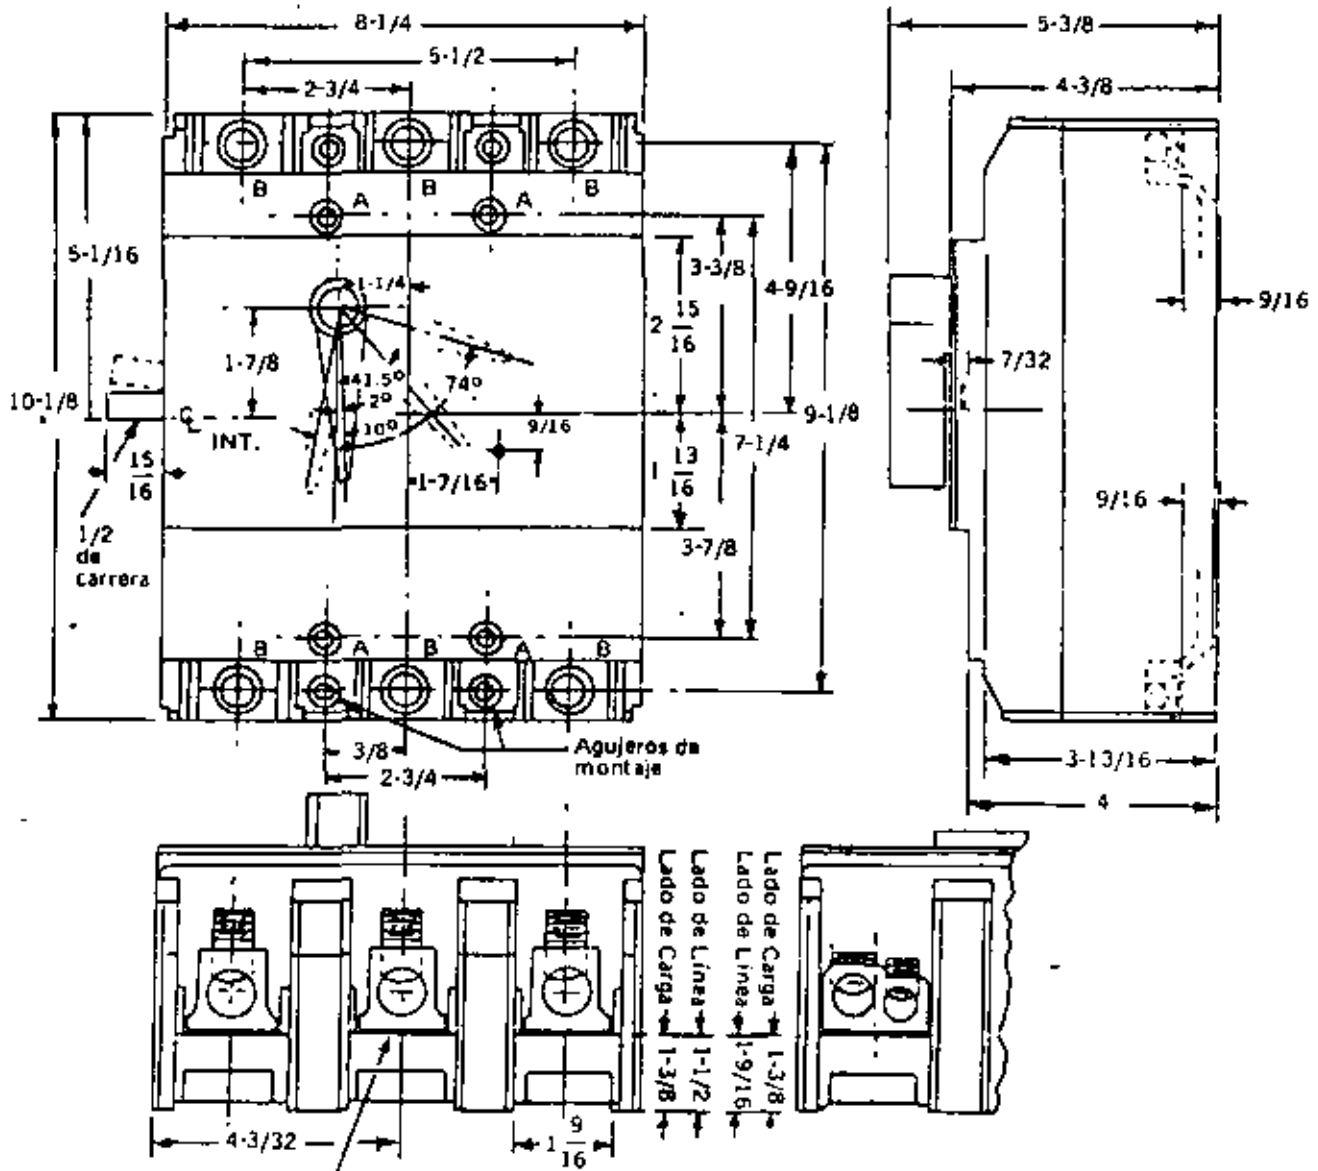 8-1/4
5-3/8
5-1/2
4-3/8
2-3/4
B
A
B
A
B
5-1/16
3-3/8
1-1/4
4-9/16
9/16
2 15/16
1-7/8
7/32
41.5°
74°
10-1/8
2°
9-1/8
C L
INT.
10°
9/16
7-1/4
15/16
1-7/16
1 13/16
9/16
1/2
de
carrera
3-7/8
B
A
B
A
B
3/8
Agujeros de
montaje
2-3/4
3-13/16
4
Lado de Carga 1-3/8
Lado de Línea 1-1/2
Lado de Línea 1-9/16
Lado de Carga 1-3/8
4-3/32
1 9/16